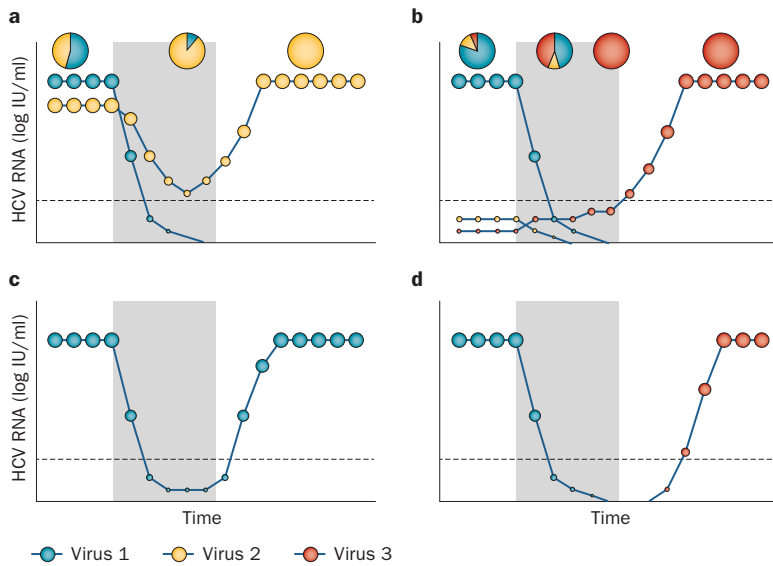 a
b
HCV RNA (log IU/ml)
c
d
HCV RNA (log IU/ml)
Time
Time
Virus 1
Virus 2
Virus 3